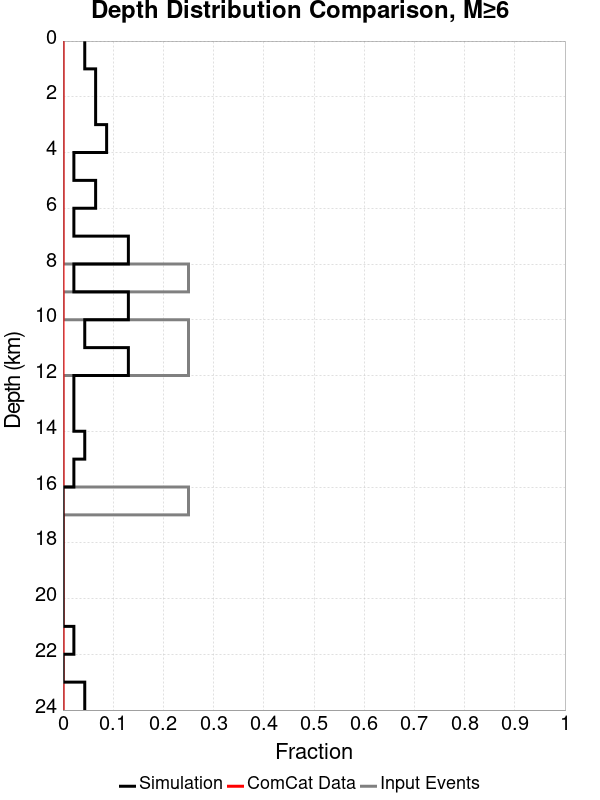 Depth Distribution Comparison, M≥6
0
2
4
6
8
10
12
14
16
18
20
22
24
Depth (km)
0 0.1 0.2 0.3 0.4 0.5 0.6 0.7 0.8 0.9 1
Fraction
Simulation ComCat Data Input Events